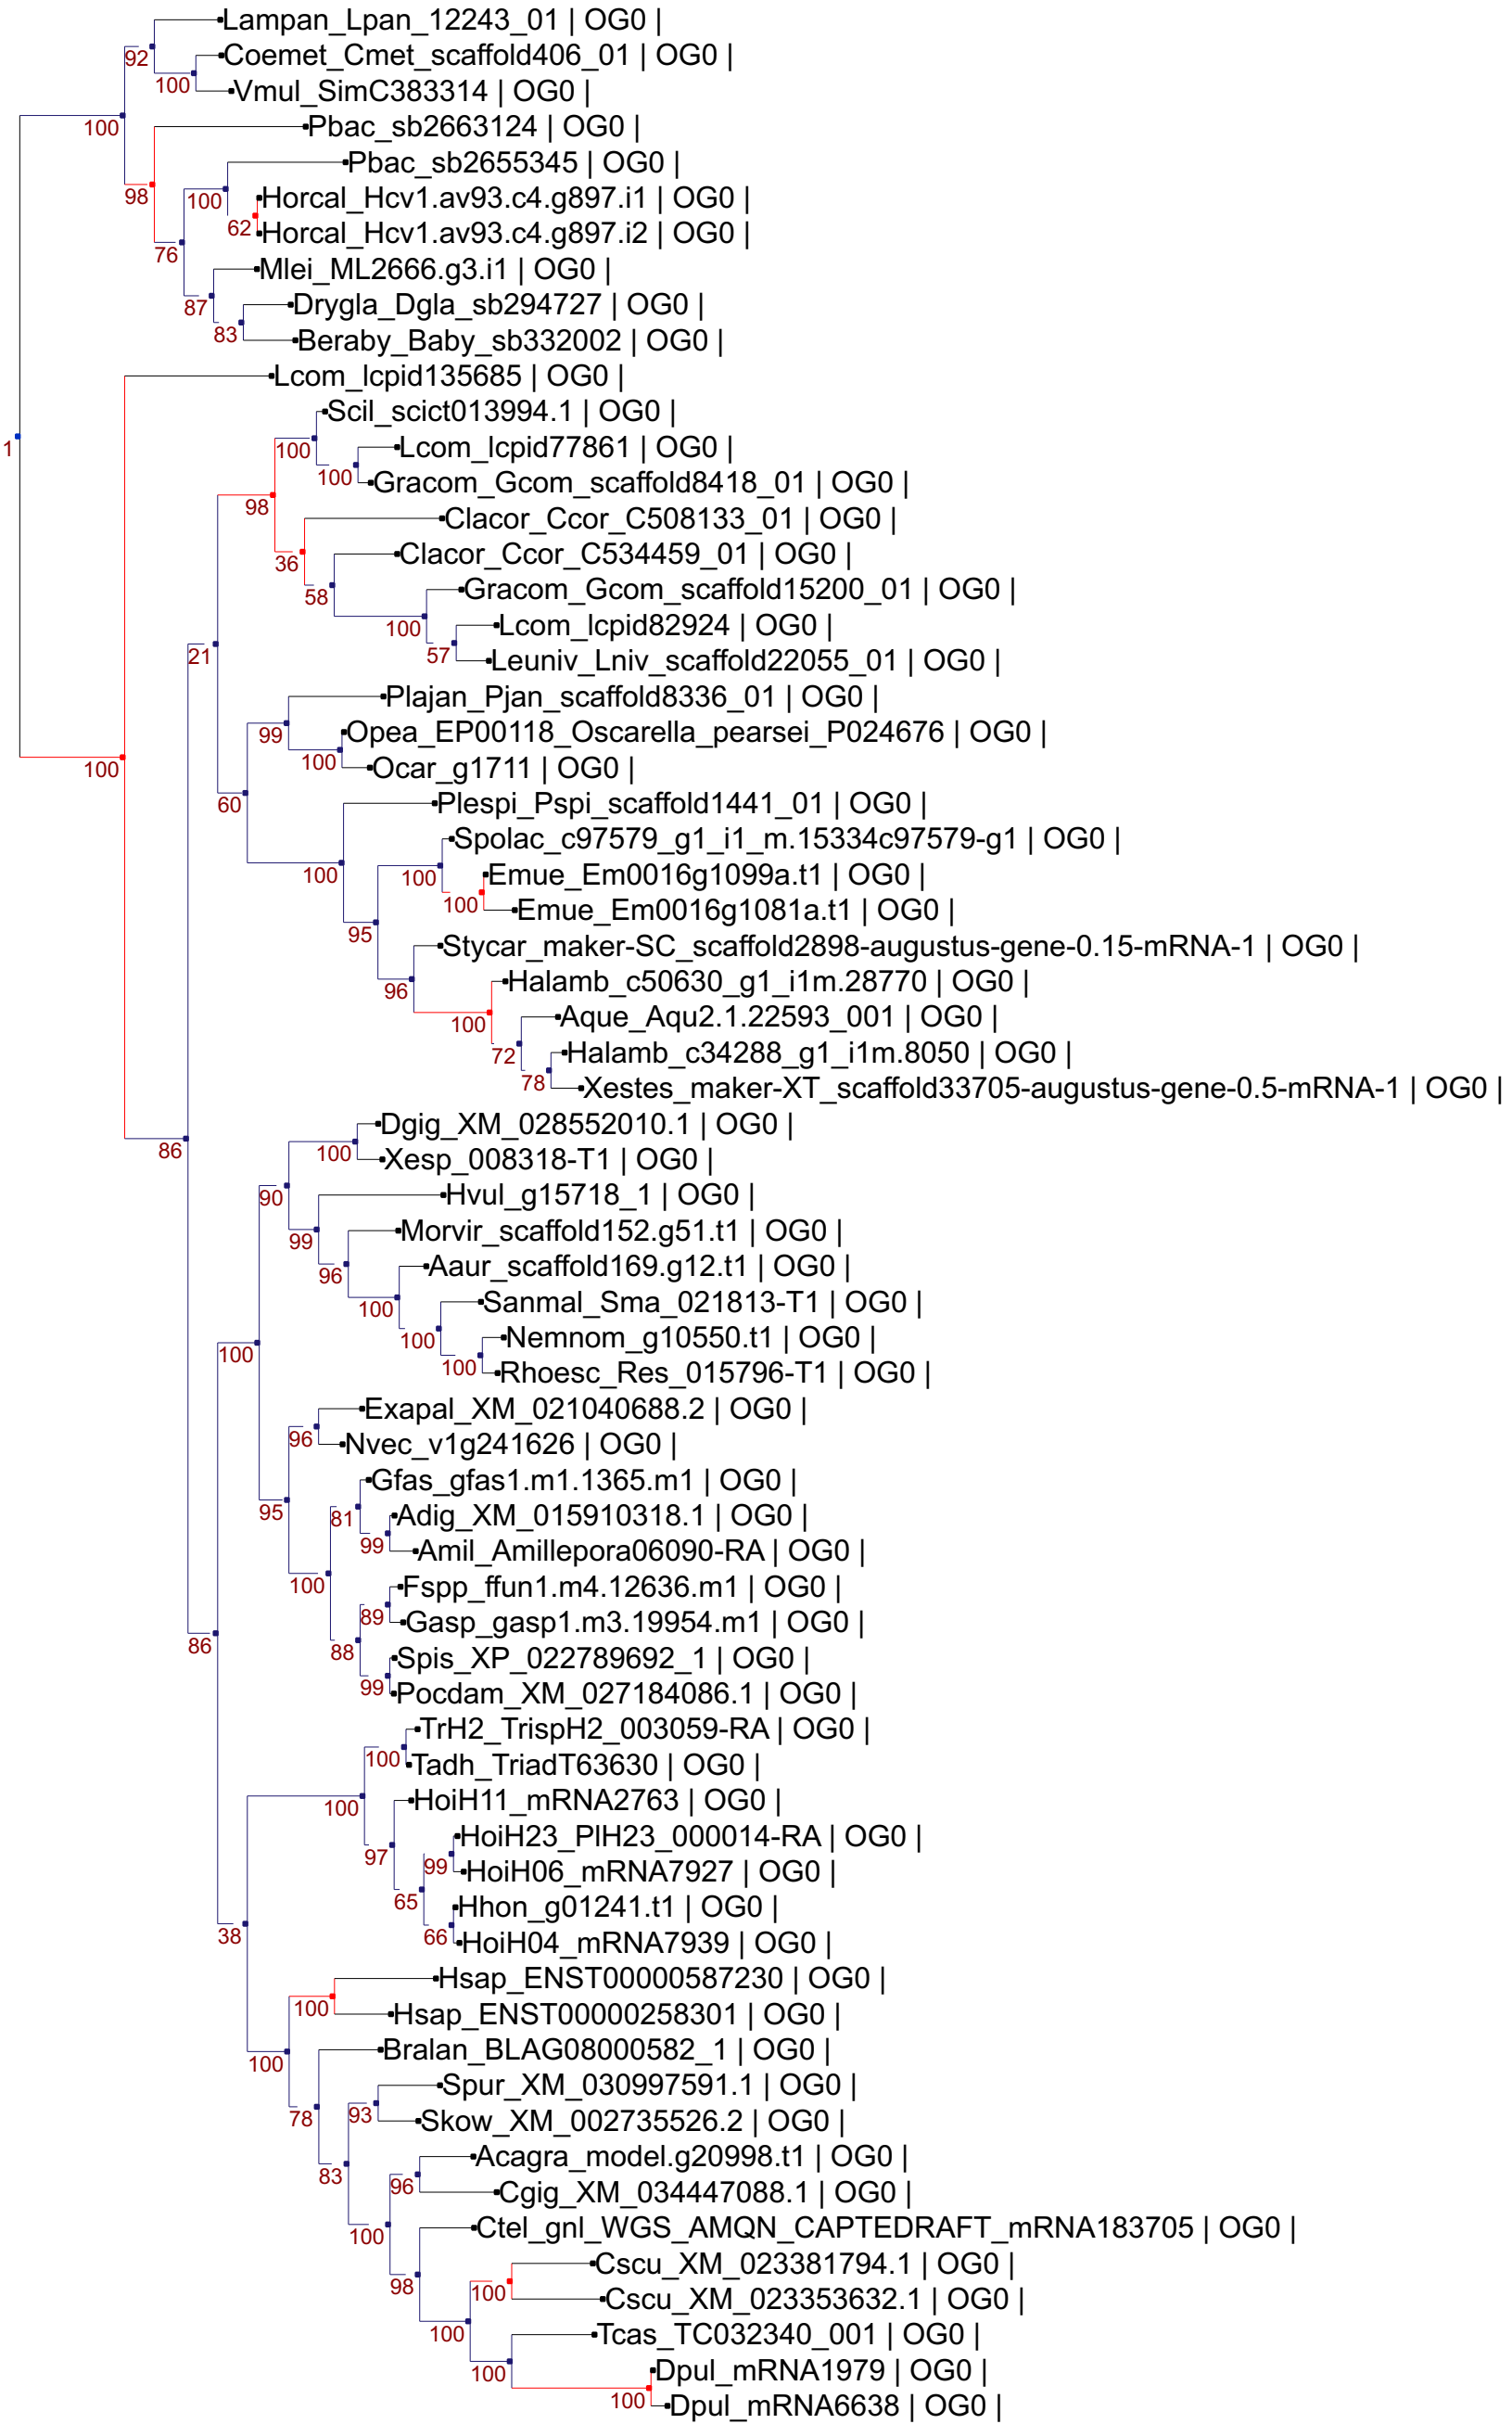 Lampan_Lpan_12243_01 | OG0 |
92
Coemet_Cmet_scaffold406_01 | OG0 |
100
Vmul_SimC383314 | OG0 |
100
Pbac_sb2663124 | OG0 |
Pbac_sb2655345 | OG0 |
98
100
Horcal_Hcv1.av93.c4.g897.i1 | OG0 |
62
Horcal_Hcv1.av93.c4.g897.i2 | OG0 |
76
Mlei_ML2666.g3.i1 | OG0 |
87
Drygla_Dgla_sb294727 | OG0 |
83
Beraby_Baby_sb332002 | OG0 |
Lcom_lcpid135685 | OG0 |
Scil_scict013994.1 | OG0 |
1
100
Lcom_lcpid77861 | OG0 |
100
Gracom_Gcom_scaffold8418_01 | OG0 |
98
Clacor_Ccor_C508133_01 | OG0 |
36
Clacor_Ccor_C534459_01 | OG0 |
58
Gracom_Gcom_scaffold15200_01 | OG0 |
100
Lcom_lcpid82924 | OG0 |
21
57
Leuniv_Lniv_scaffold22055_01 | OG0 |
Plajan_Pjan_scaffold8336_01 | OG0 |
99
Opea_EP00118_Oscarella_pearsei_P024676 | OG0 |
100
100
Ocar_g1711 | OG0 |
60
Plespi_Pspi_scaffold1441_01 | OG0 |
Spolac_c97579_g1_i1_m.15334c97579-g1 | OG0 |
100
100
Emue_Em0016g1099a.t1 | OG0 |
100
Emue_Em0016g1081a.t1 | OG0 |
95
Stycar_maker-SC_scaffold2898-augustus-gene-0.15-mRNA-1 | OG0 |
96
Halamb_c50630_g1_i1m.28770 | OG0 |
100
Aque_Aqu2.1.22593_001 | OG0 |
72
Halamb_c34288_g1_i1m.8050 | OG0 |
78
Xestes_maker-XT_scaffold33705-augustus-gene-0.5-mRNA-1 | OG0 |
Dgig_XM_028552010.1 | OG0 |
86
100
Xesp_008318-T1 | OG0 |
90
Hvul_g15718_1 | OG0 |
99
Morvir_scaffold152.g51.t1 | OG0 |
96
Aaur_scaffold169.g12.t1 | OG0 |
100
Sanmal_Sma_021813-T1 | OG0 |
100
Nemnom_g10550.t1 | OG0 |
100
100
Rhoesc_Res_015796-T1 | OG0 |
Exapal_XM_021040688.2 | OG0 |
96
Nvec_v1g241626 | OG0 |
Gfas_gfas1.m1.1365.m1 | OG0 |
95
81
Adig_XM_015910318.1 | OG0 |
99
Amil_Amillepora06090-RA | OG0 |
100
Fspp_ffun1.m4.12636.m1 | OG0 |
89
Gasp_gasp1.m3.19954.m1 | OG0 |
86
88
Spis_XP_022789692_1 | OG0 |
99
Pocdam_XM_027184086.1 | OG0 |
TrH2_TrispH2_003059-RA | OG0 |
100
Tadh_TriadT63630 | OG0 |
100
HoiH11_mRNA2763 | OG0 |
HoiH23_PlH23_000014-RA | OG0 |
97
99
HoiH06_mRNA7927 | OG0 |
65
Hhon_g01241.t1 | OG0 |
38
66
HoiH04_mRNA7939 | OG0 |
Hsap_ENST00000587230 | OG0 |
100
Hsap_ENST00000258301 | OG0 |
100
Bralan_BLAG08000582_1 | OG0 |
Spur_XM_030997591.1 | OG0 |
78
93
Skow_XM_002735526.2 | OG0 |
Acagra_model.g20998.t1 | OG0 |
83
96
Cgig_XM_034447088.1 | OG0 |
100
Ctel_gnl_WGS_AMQN_CAPTEDRAFT_mRNA183705 | OG0 |
Cscu_XM_023381794.1 | OG0 |
98
100
Cscu_XM_023353632.1 | OG0 |
100
Tcas_TC032340_001 | OG0 |
100
Dpul_mRNA1979 | OG0 |
100
Dpul_mRNA6638 | OG0 |